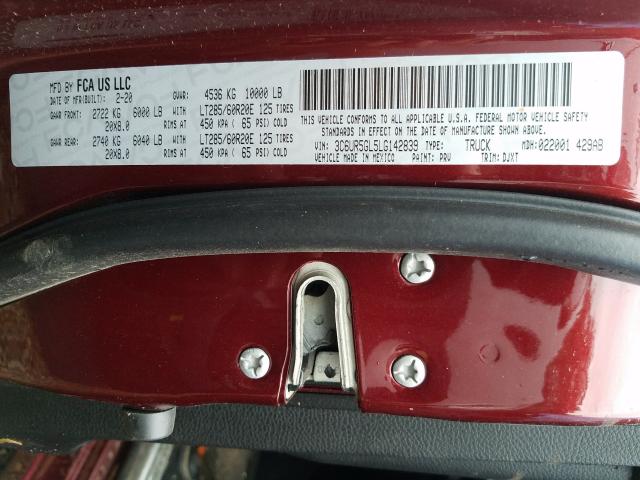 MFD BY FCA US LLC GVWR: 4536 KG 10000 LB
DATE OF MFR(BUILT): 2-20
GAWR FRONT: 2722 KG 6000 LB WITH LT285/60R20E 125 TIRES
20X8.0 RIMS AT 450 KPA ( 65 PSI) COLD
GAWR REAR: 2740 KG 6040 LB WITH LT285/60R20E 125 TIRES
20X8.0 RIMS AT 450 KPA ( 65 PSI) COLD
THIS VEHICLE CONFORMS TO ALL APPLICABLE U.S.A. FEDERAL MOTOR VEHICLE SAFETY
STANDARDS IN EFFECT ON THE DATE OF MANUFACTURE SHOWN ABOVE.
VIN: 3C6UR5GL5LG142839 TYPE: TRUCK MDH:022001 429AB
VEHICLE MADE IN MEXICO PAINT: PRV TRIM: DJXT